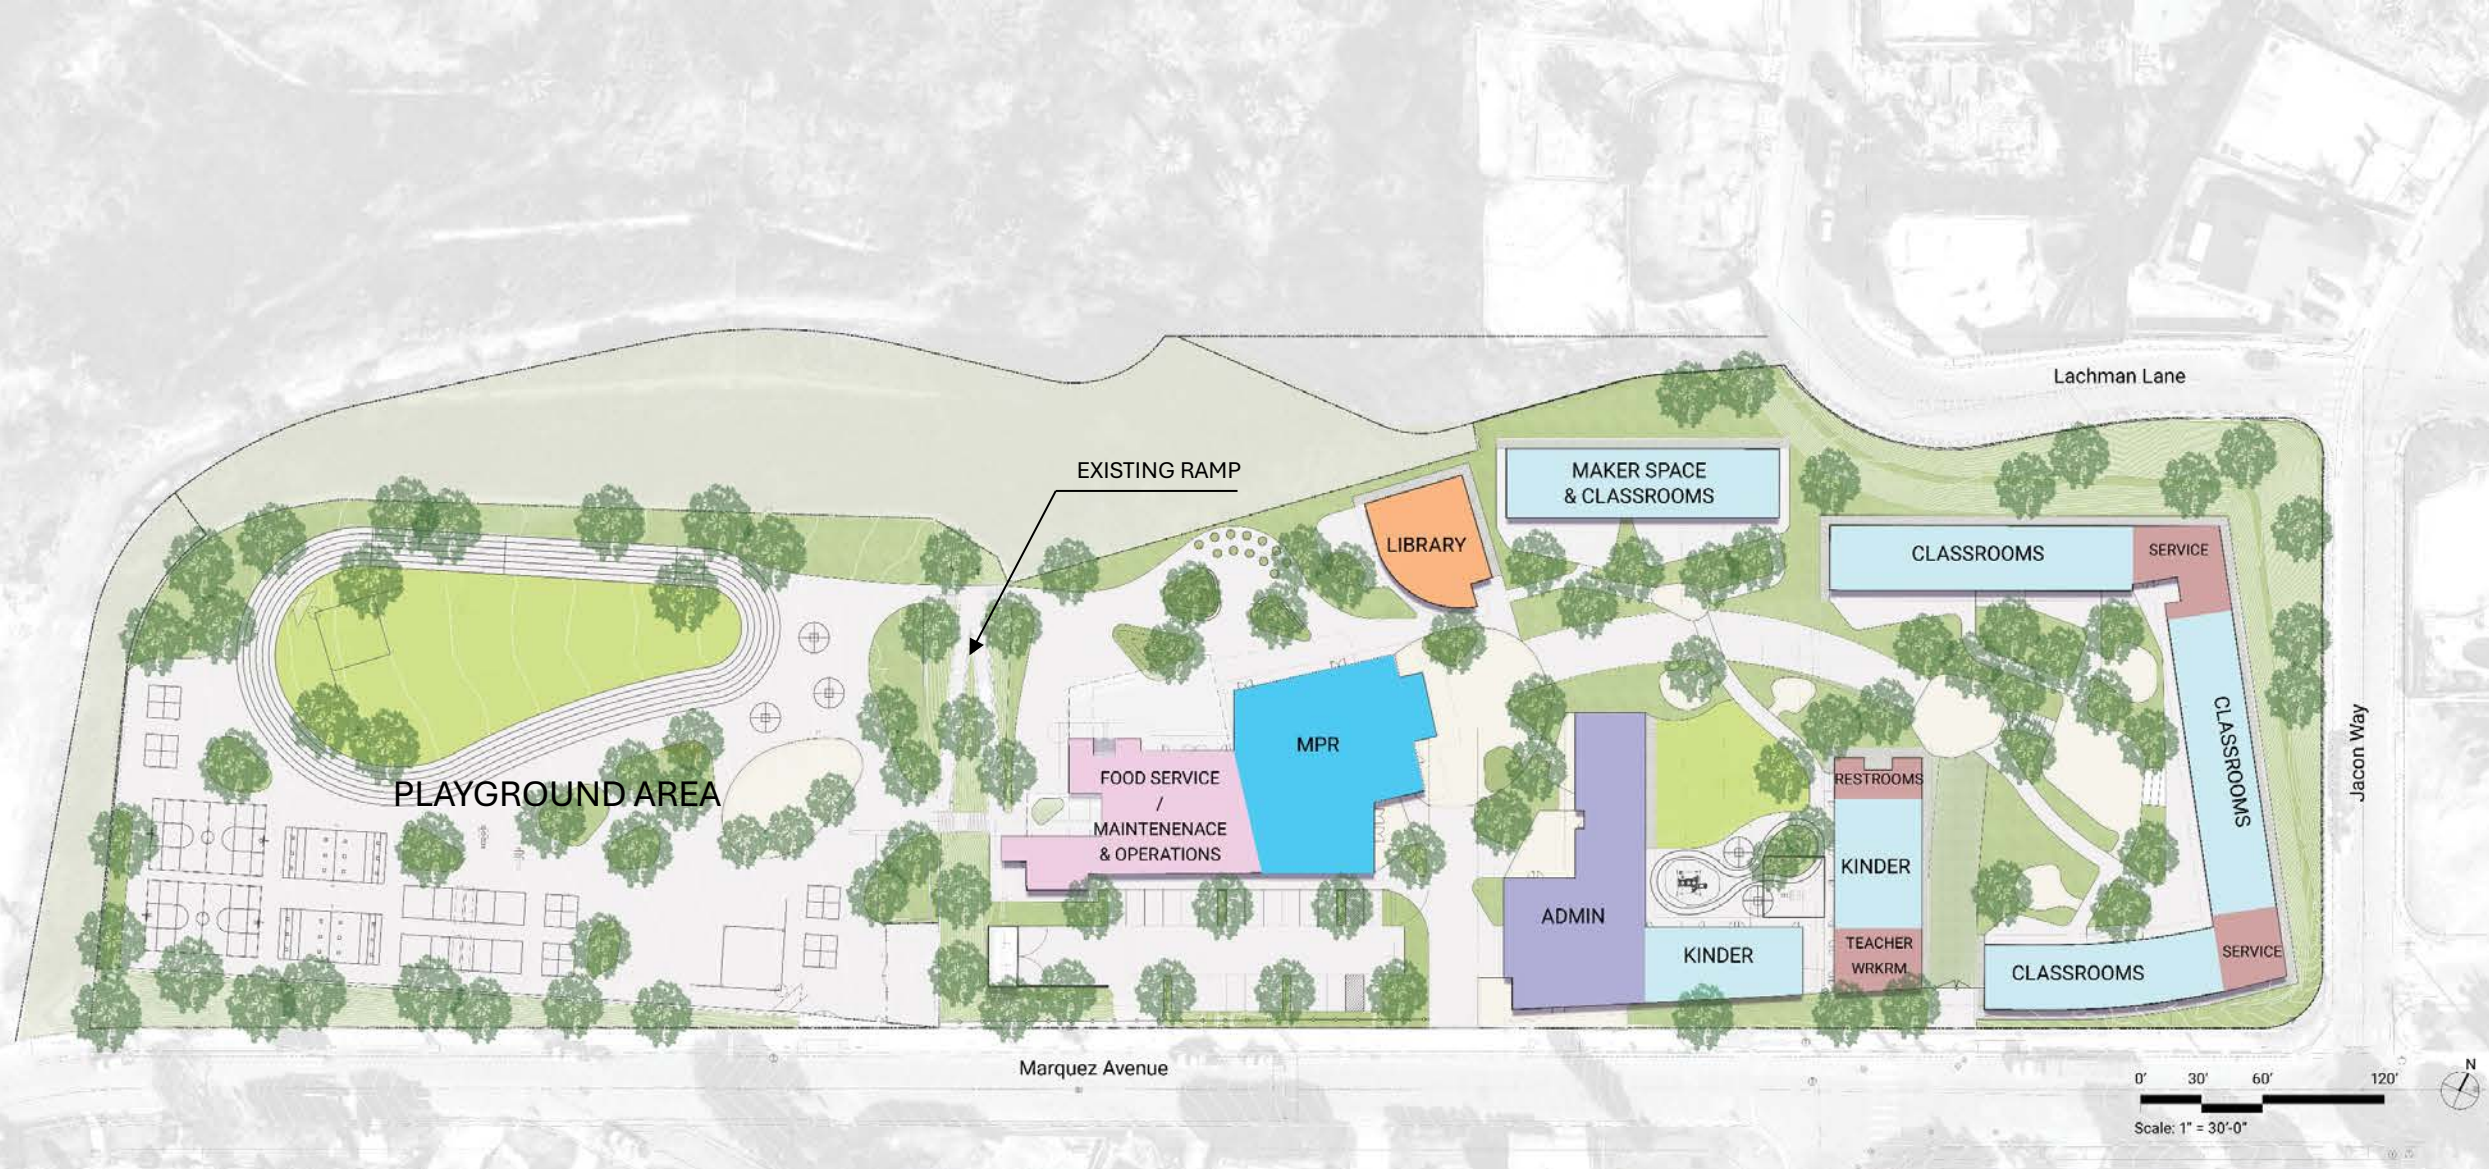 Lachman Lane
EXISTING RAMP
MAKER SPACE
& CLASSROOMS
LIBRARY
CLASSROOMS
SERVICE
CLASSROOMS
Jacon Way
MPR
PLAYGROUND AREA
FOOD SERVICE
/
MAINTENENACE
& OPERATIONS
RESTROOMS
KINDER
ADMIN
TEACHER
WRKRM
KINDER
SERVICE
CLASSROOMS
Marquez Avenue
N
0' 30' 60' 120'
Scale: 1" = 30'-0"